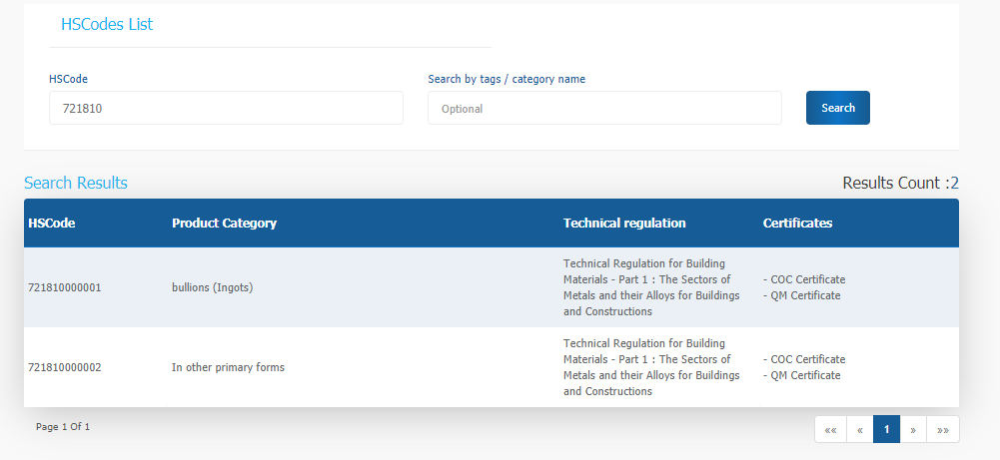 HSCodes List
HSCode
Search by tags / category name
721810
Optional
Search
Search Results
Results Count :2
HSCode
Product Category
Technical regulation
Certificates
721810000001
bullions (Ingots)
Technical Regulation for Building
Materials - Part 1 : The Sectors of
Metals and their Alloys for Buildings
and Constructions
- COC Certificate
- QM Certificate
721810000002
In other primary forms
Technical Regulation for Building
Materials - Part 1 : The Sectors of
Metals and their Alloys for Buildings
and Constructions
- COC Certificate
- QM Certificate
Page 1 Of 1
«« « 1 » »»